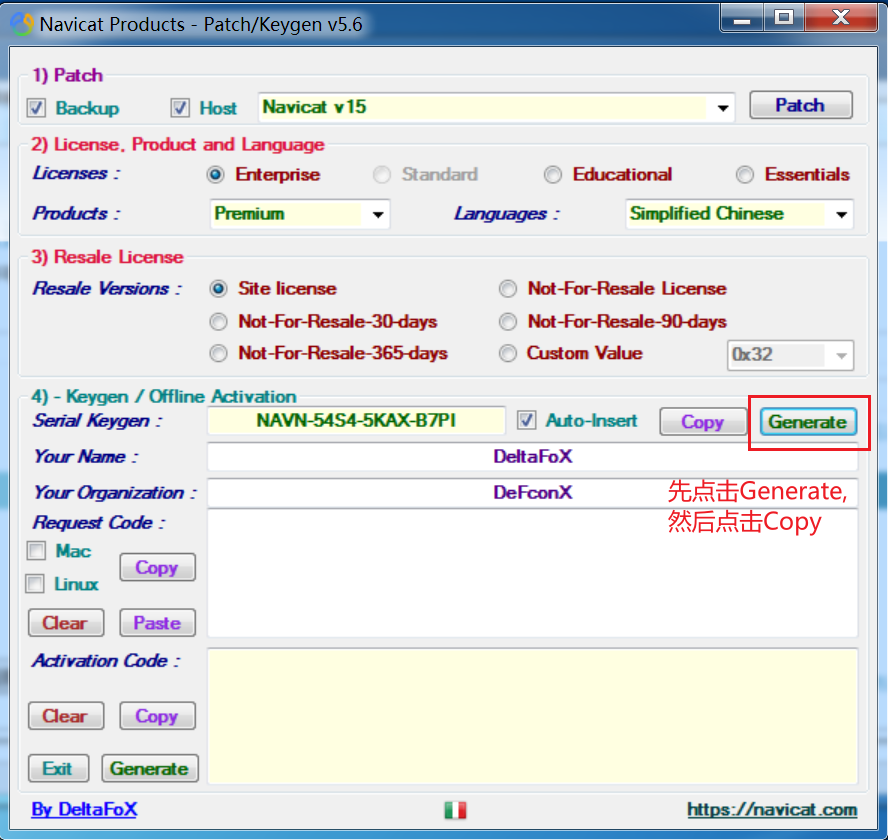 Navicat Products - Patch/Keygen v5.6
1) Patch
Backup Host Navicat v15 Patch
2) License, Product and Language
Licenses : Enterprise Standard Educational Essentials
Products : Premium Languages : Simplified Chinese
3) Resale License
Resale Versions : Site license Not-For-Resale License
Not-For-Resale-30-days Not-For-Resale-90-days
Not-For-Resale-365-days Custom Value 0x32
4) - Keygen / Offline Activation
Serial Keygen : NAVN-54S4-5KAX-B7PI Auto-Insert Copy Generate
Your Name : DeltaFoX
Your Organization : DeFconX
先点击Generate,
然后点击Copy
Request Code :
Mac
Copy
Linux
Clear Paste
Activation Code :
Clear Copy
Exit Generate
By DeltaFoX https://navicat.com